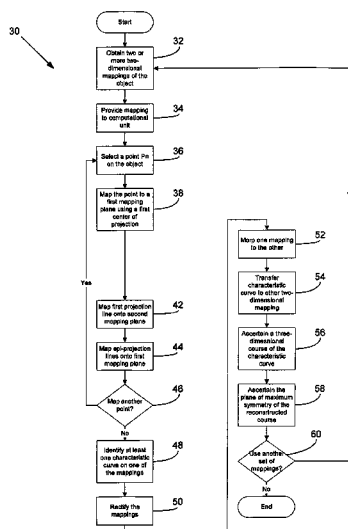 30
Start
32
Obtain two or
more two-
dimensional
mappings of the
object
34
Provide mapping
to computational
unit
36
Select a point Pn
on the object
38
Map the point to a
first mapping
plane using a first
center of
projection
Yes
42
Map first projection
line onto second
mapping plane
44
Map epi-projection
lines onto first
mapping plane
46
Map another
point?
No
48
Identify at least
one characteristic
curve on one of
the mappings
50
Rectify the
mappings
52
Morp one mapping
to the other
54
Transfer
characteristic
curve to other two-
dimensional
mapping
56
Ascertain a three-
dimensional
course of the
characteristic
curve
58
Ascertain the
plane of maximum
symmetry of the
reconstructed
course
60
Use another
set of
mappings?
No
End